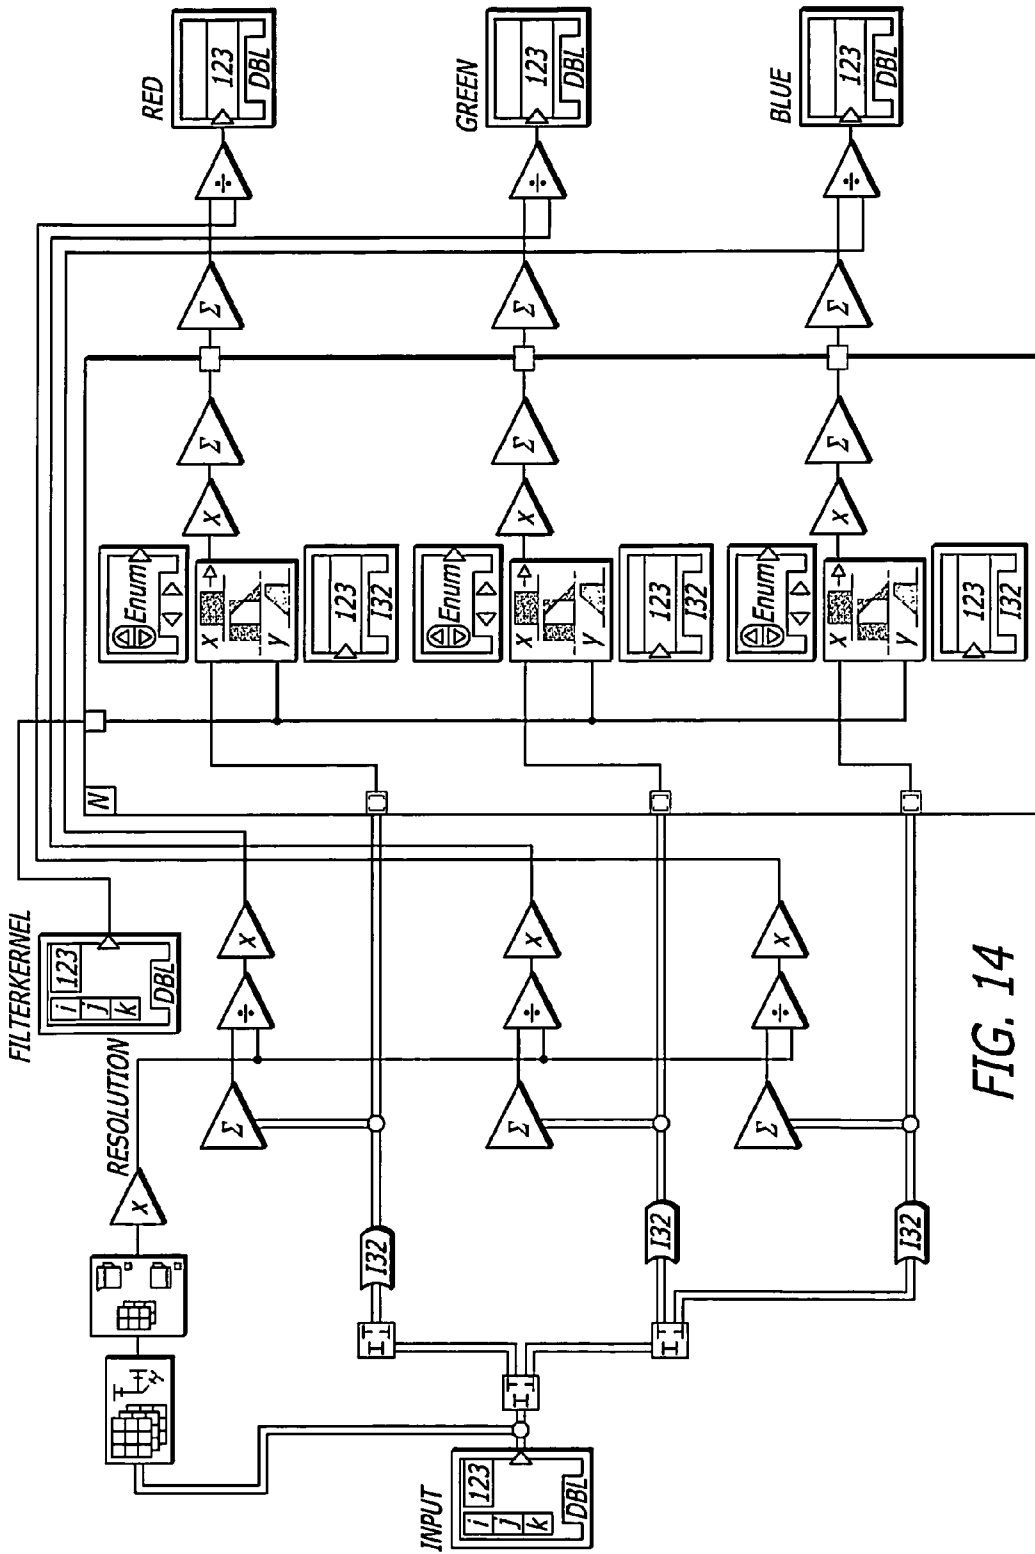 INPUT
i
j
k
123
DBL
RESOLUTION
X
FILTERKERNEL
i
j
k
123
DBL
I32
I32
I32
Σ
÷
X
Σ
÷
X
Σ
÷
X
N
Enum
X
Y
123
I32
X
Σ
Σ
÷
RED
123
DBL
Enum
X
Y
123
I32
X
Σ
Σ
÷
GREEN
123
DBL
Enum
X
Y
123
I32
X
Σ
Σ
÷
BLUE
123
DBL
FIG. 14